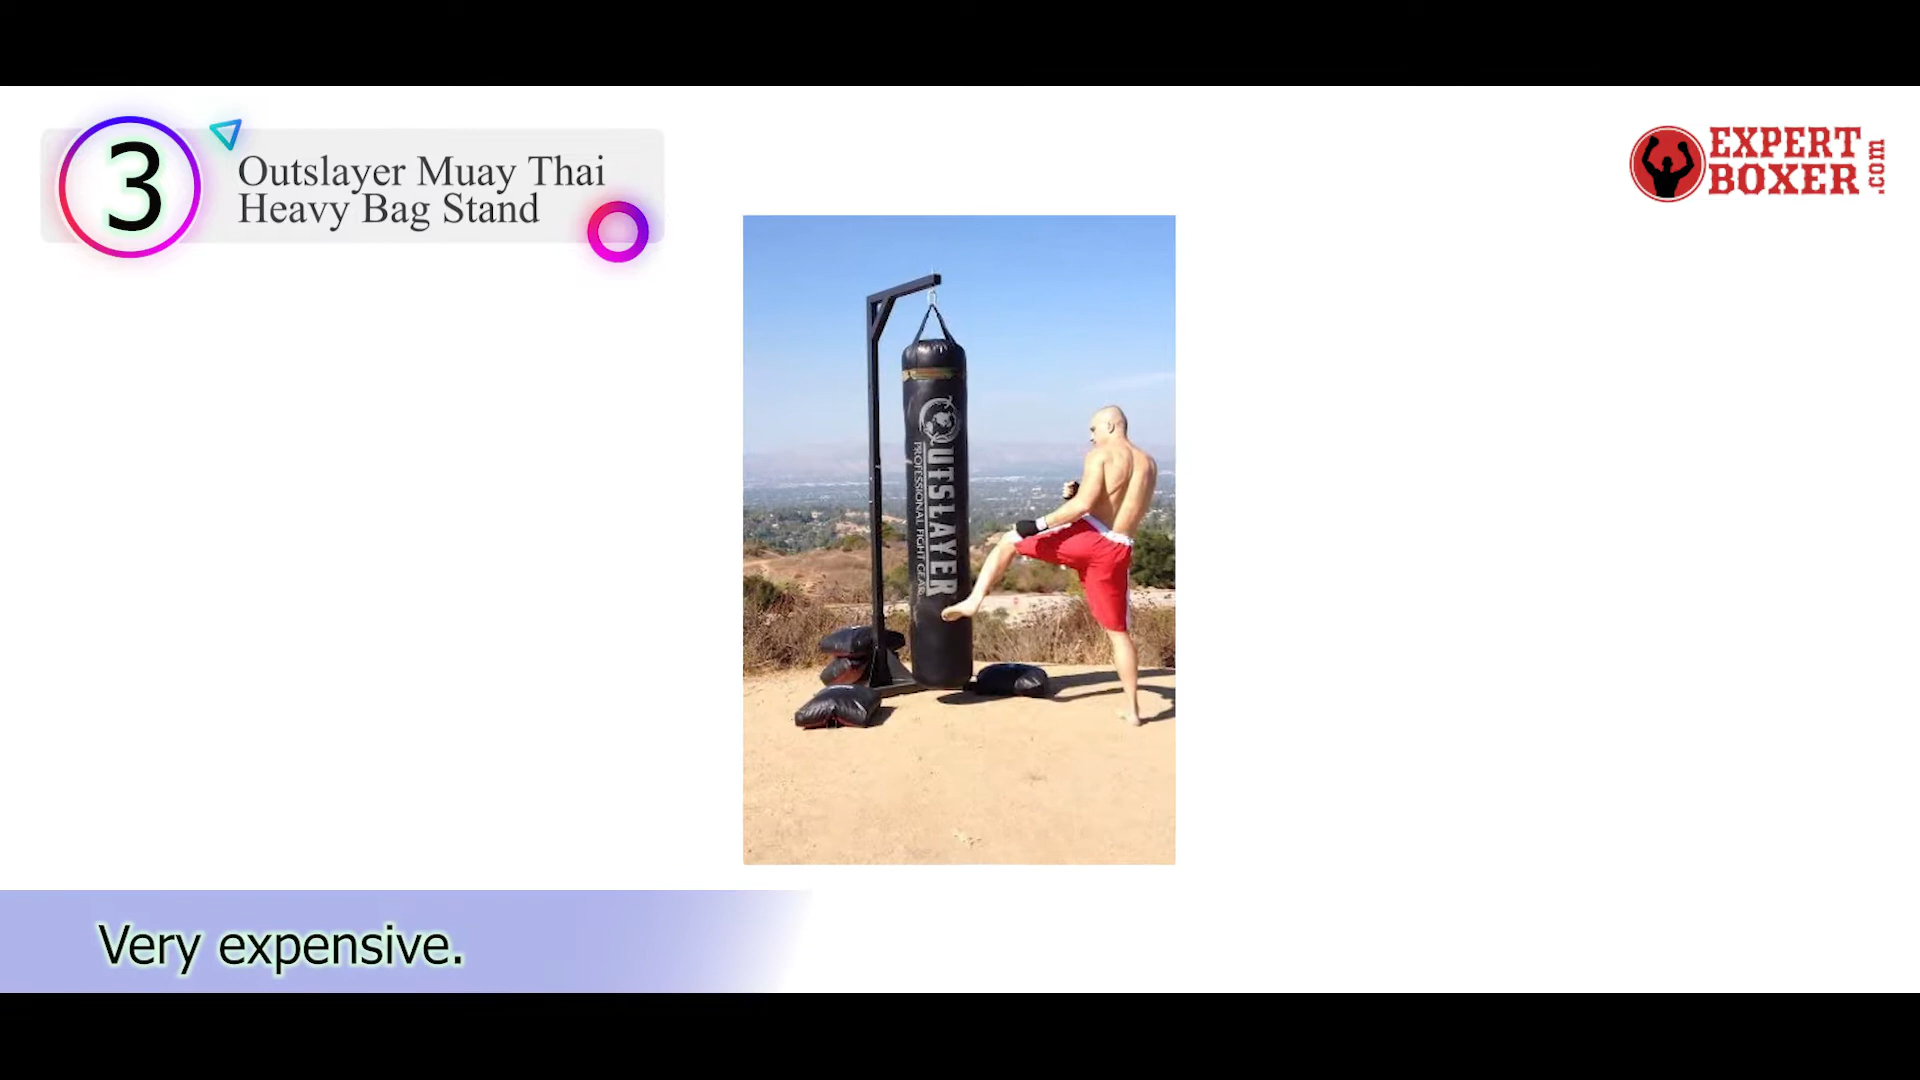 3
Outslayer Muay Thai
Heavy Bag Stand
EXPERT
BOXER
.com
OUTSLAYER
PROFESSIONAL FIGHT GEAR
Very expensive.